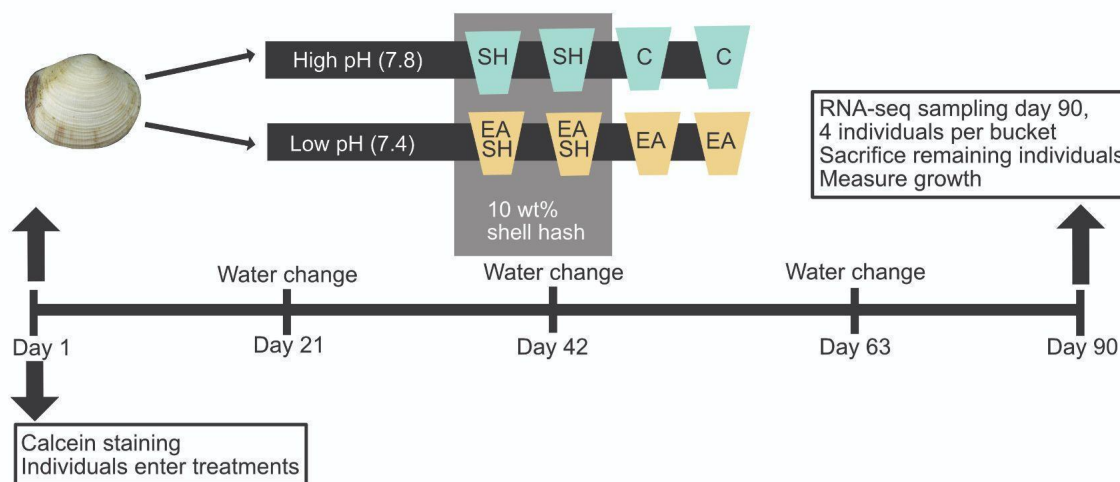 High pH (7.8)
SH
SH
C
C
Low pH (7.4)
EA
SH
EA
SH
EA
EA
10 wt%
shell hash
RNA-seq sampling day 90,
4 individuals per bucket
Sacrifice remaining individuals
Measure growth
Water change
Water change
Water change
Day 1
Day 21
Day 42
Day 63
Day 90
Calcein staining
Individuals enter treatments